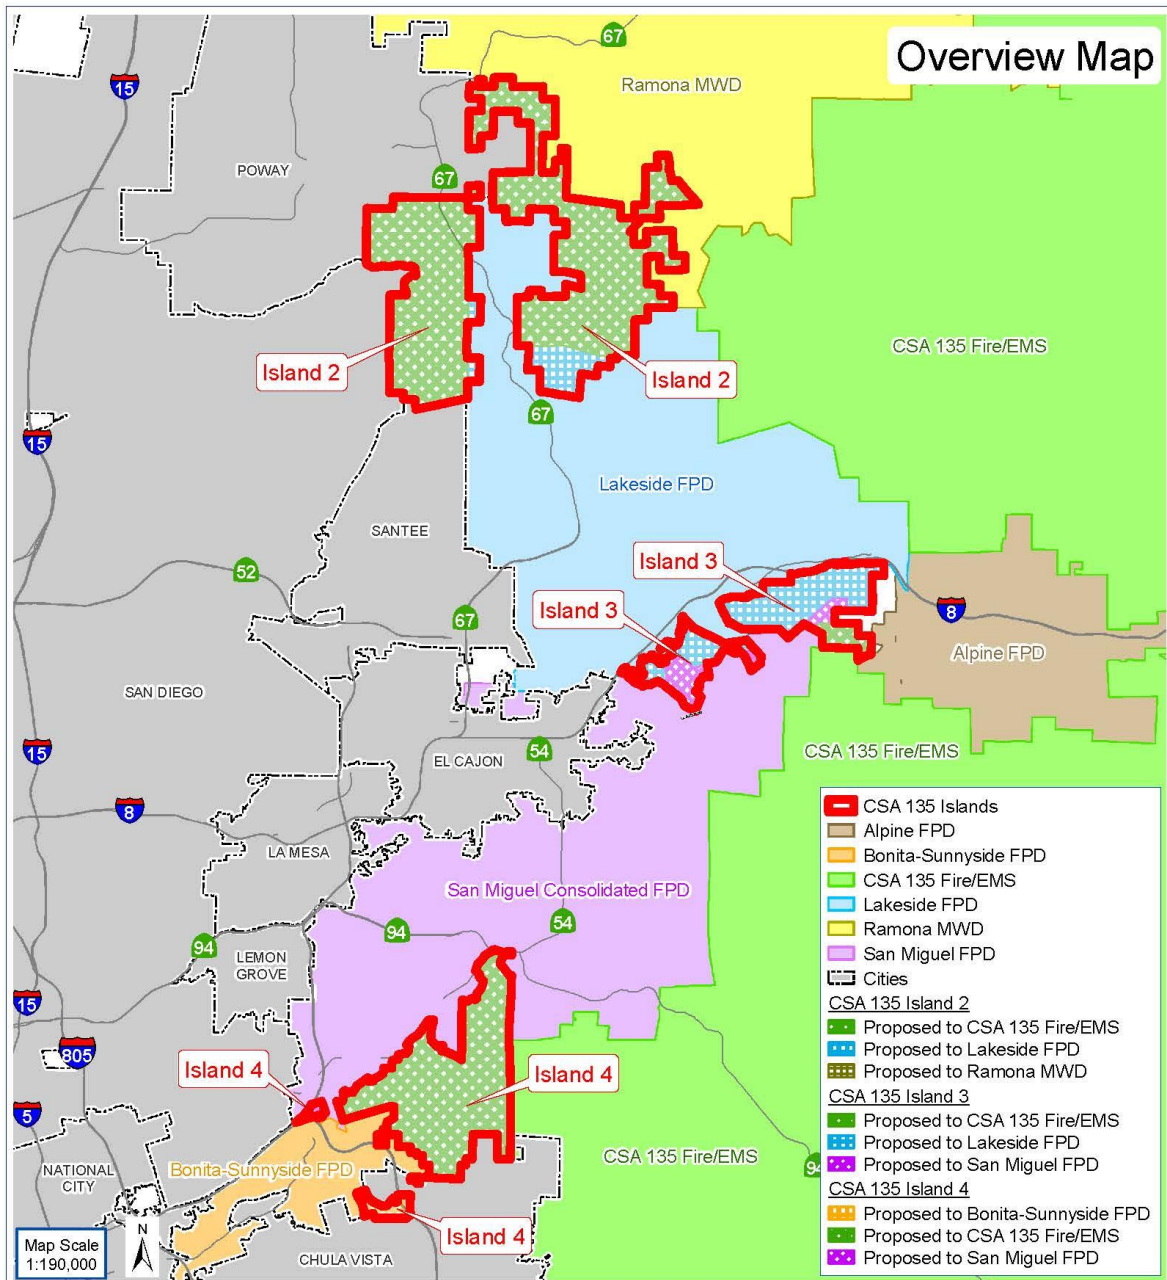 Overview Map
67
Ramona MWD
15
POWAY
67
CSA 135 Fire/EMS
Island 2
Island 2
67
15
Lakeside FPD
SANTEE
52
Island 3
Island 3
67
8
Alpine FPD
SAN DIEGO
15
54
EL CAJON
CSA 135 Fire/EMS
8
LA MESA
San Miguel Consolidated FPD
94
54
94
LEMON
GROVE
15
805
Island 4
Island 4
5
NATIONAL
CITY
Bonita-Sunnyside FPD
CSA 135 Fire/EMS
94
Island 4
CHULA VISTA
N
Map Scale
1:190,000
CSA 135 Islands
Alpine FPD
Bonita-Sunnyside FPD
CSA 135 Fire/EMS
Lakeside FPD
Ramona MWD
San Miguel FPD
Cities
CSA 135 Island 2
Proposed to CSA 135 Fire/EMS
Proposed to Lakeside FPD
Proposed to Ramona MWD
CSA 135 Island 3
Proposed to CSA 135 Fire/EMS
Proposed to Lakeside FPD
Proposed to San Miguel FPD
CSA 135 Island 4
Proposed to Bonita-Sunnyside FPD
Proposed to CSA 135 Fire/EMS
Proposed to San Miguel FPD